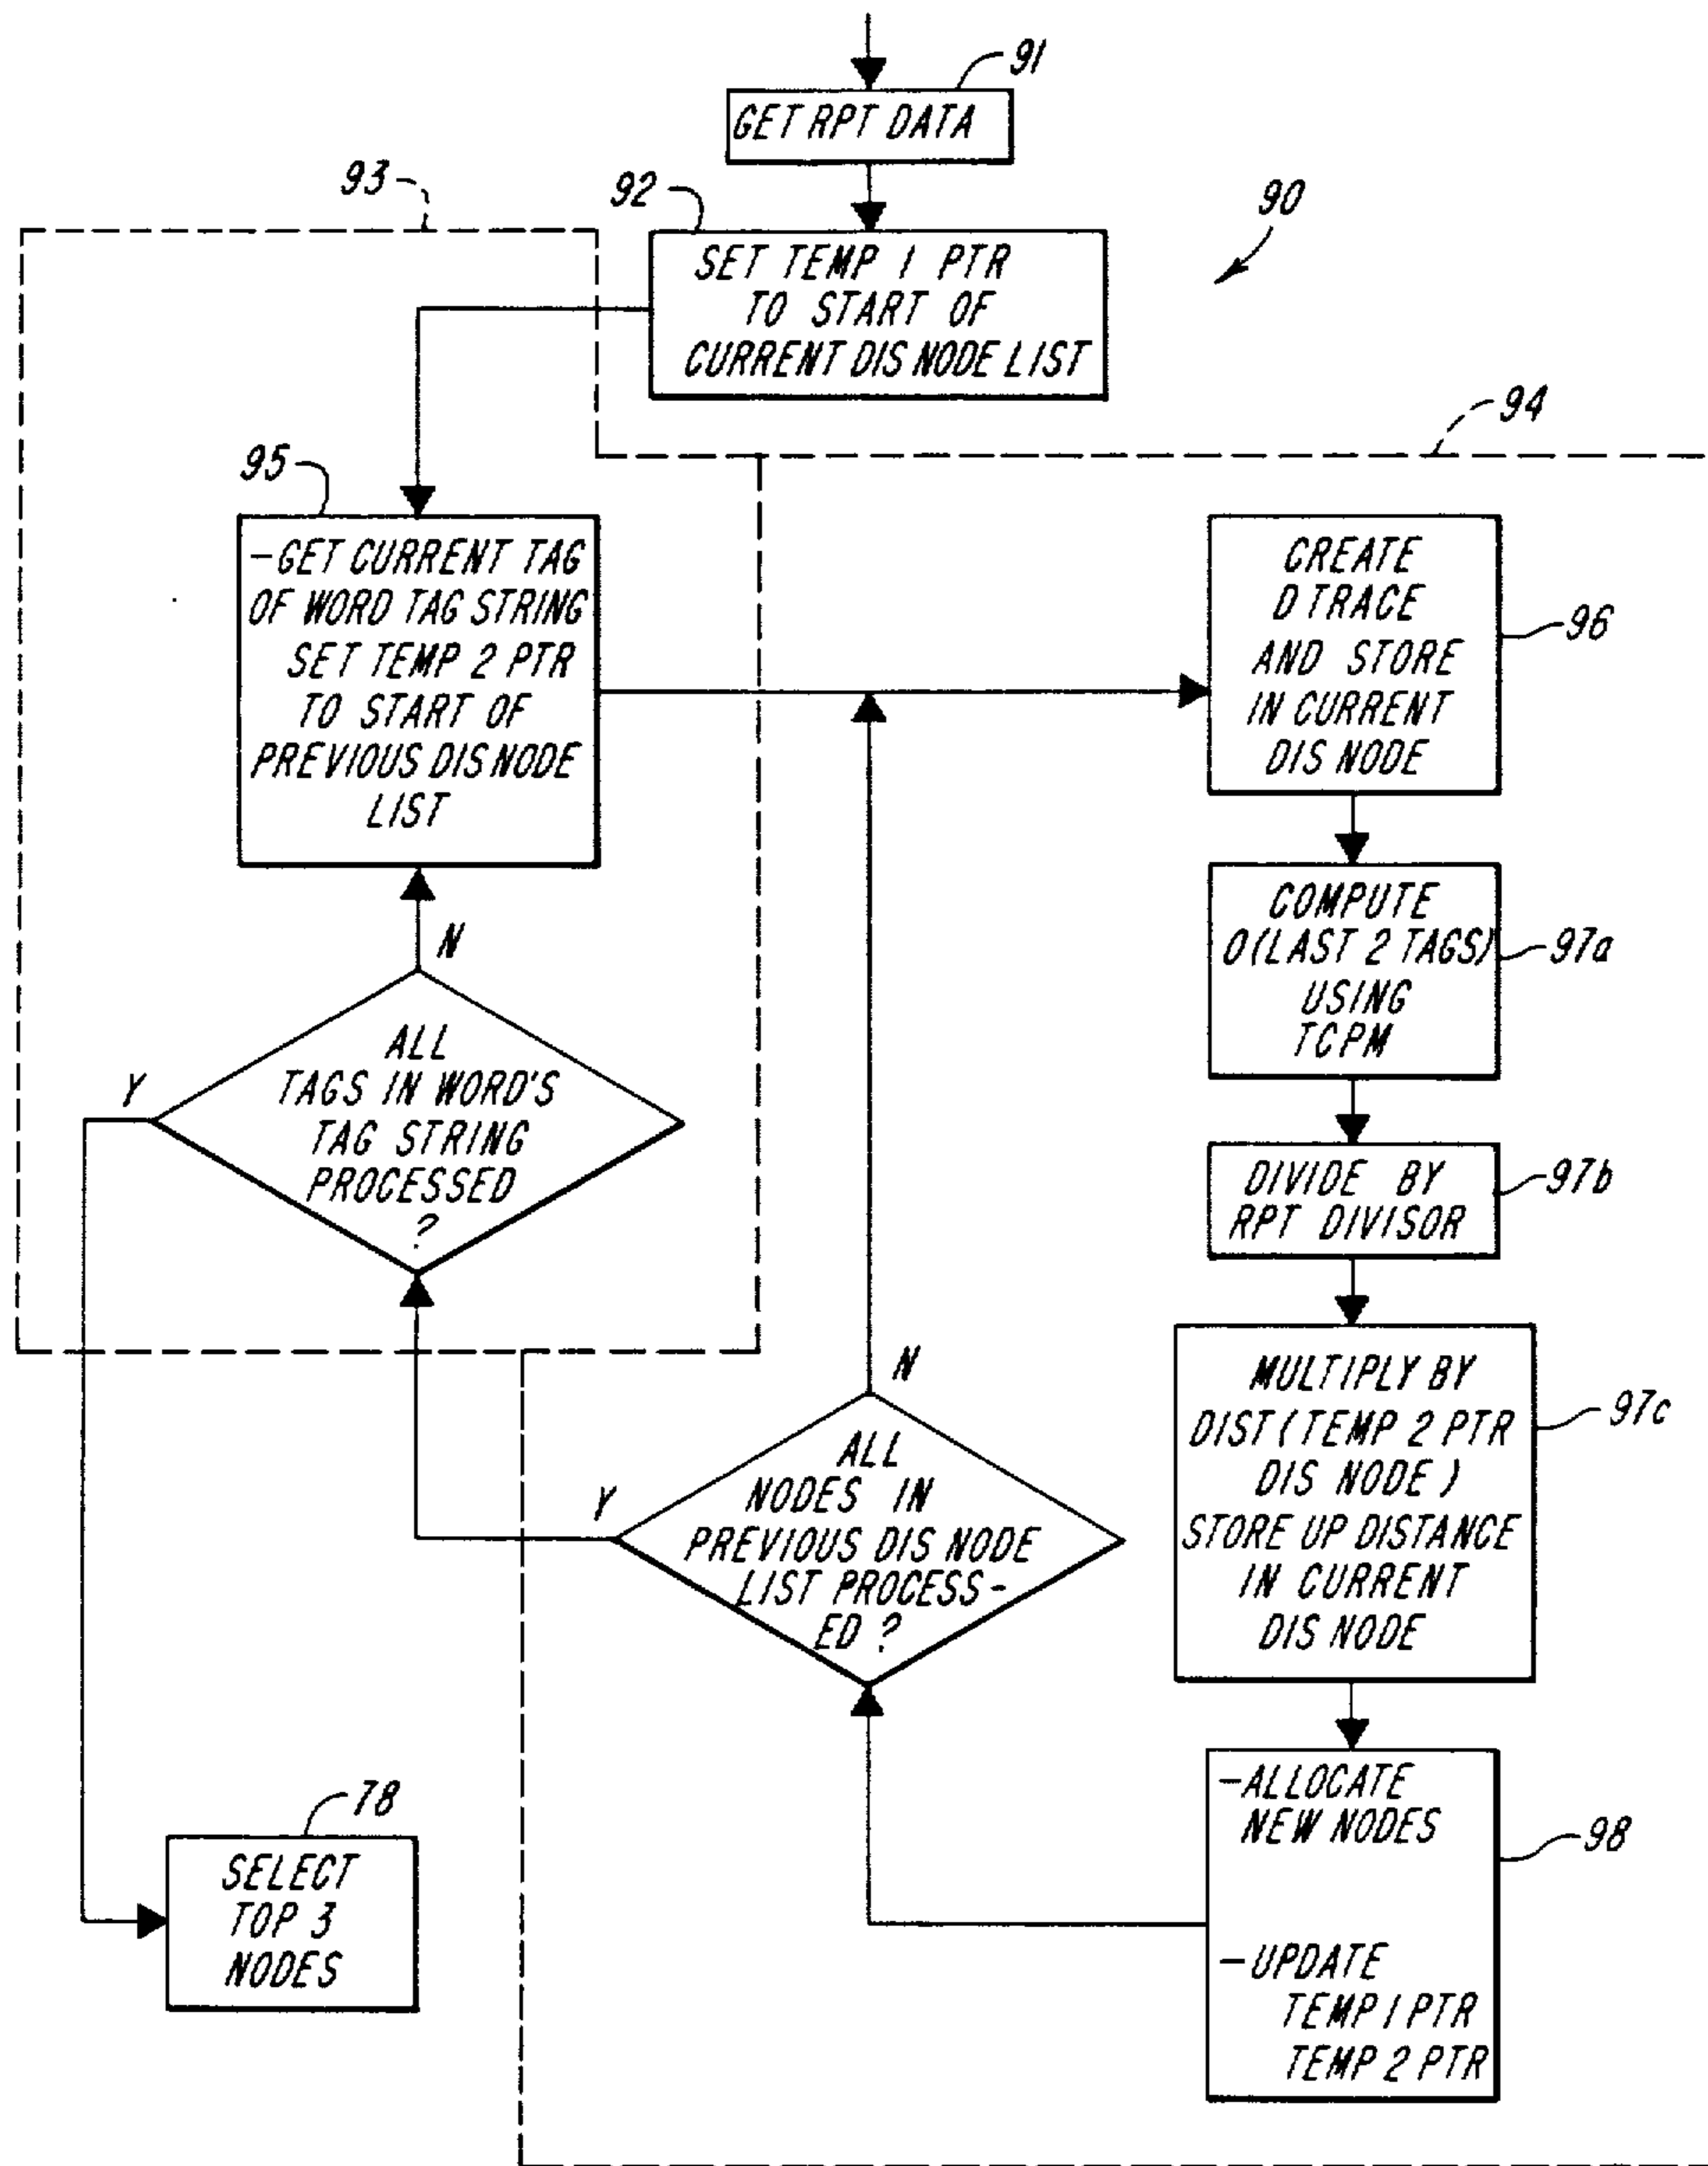 91
GET RPT DATA
93
92
90
SET TEMP 1 PTR
TO START OF
CURRENT DIS NODE LIST
94
95
-GET CURRENT TAG
OF WORD TAG STRING
SET TEMP 2 PTR
TO START OF
PREVIOUS DIS NODE
LIST
CREATE
D TRACE
AND STORE
IN CURRENT
DIS NODE
96
N
COMPUTE
O(LAST 2 TAGS)
USING
TCPM
97a
Y
ALL
TAGS IN WORD'S
TAG STRING
PROCESSED
?
DIVIDE BY
RPT DIVISOR
97b
N
MULTIPLY BY
DIST(TEMP 2 PTR
DIS NODE)
STORE UP DISTANCE
IN CURRENT
DIS NODE
97c
Y
ALL
NODES IN
PREVIOUS DIS NODE
LIST PROCESS-
ED ?
78
SELECT
TOP 3
NODES
-ALLOCATE
NEW NODES
98
-UPDATE
TEMP 1 PTR
TEMP 2 PTR